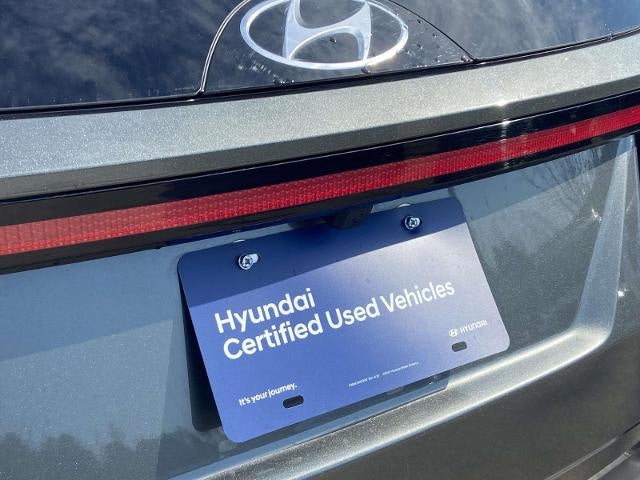 Hyundai
Certified Used Vehicles
HYUNDAI
It's your journey.